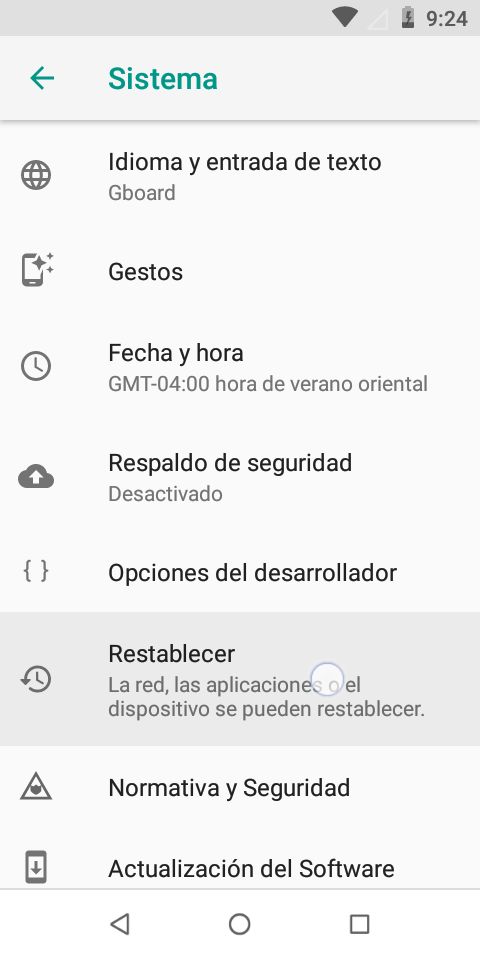 9:24
Sistema
Idioma y entrada de texto
Gboard
Gestos
Fecha y hora
GMT-04:00 hora de verano oriental
Respaldo de seguridad
Desactivado
{ } Opciones del desarrollador
Restablecer
La red, las aplicaciones o el
dispositivo se pueden restablecer.
Normativa y Seguridad
Actualización del Software